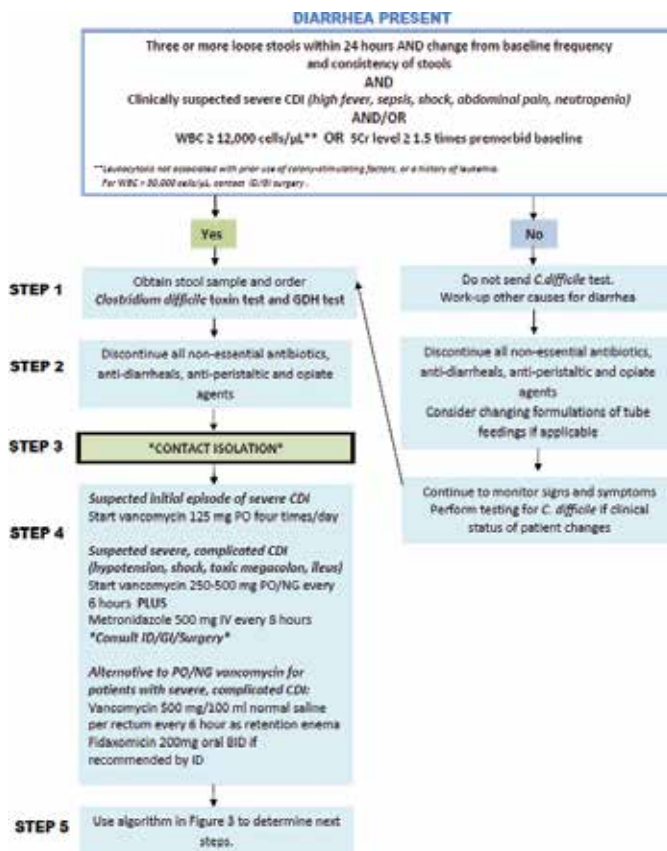 DIARRHEA PRESENT
Three or more loose stools within 24 hours AND change from baseline frequency
and consistency of stools
AND
Clinically suspected severe CDI (high fever, sepsis, shock, abdominal pain, neutropenia)
AND/OR
WBC ≥ 12,000 cells/µL** OR SCr level ≥ 1.5 times premorbid baseline
**Leukocytosis not associated with prior use of colony-stimulating factors, or a history of leukemia.
For WBC > 30,000 cells/µL, contact ID/GI surgery.
Yes
No
STEP 1
Obtain stool sample and order
Clostridium difficile toxin test and GDH test
Do not send C.difficile test.
Work-up other causes for diarrhea
STEP 2
Discontinue all non-essential antibiotics,
anti-diarrheals, anti-peristaltic and opiate
agents
Discontinue all non-essential antibiotics,
anti-diarrheals, anti-peristaltic and opiate
agents
Consider changing formulations of tube
feedings if applicable
STEP 3
*CONTACT ISOLATION*
Continue to monitor signs and symptoms
Perform testing for C. difficile if clinical
status of patient changes
STEP 4
Suspected initial episode of severe CDI
Start vancomycin 125 mg PO four times/day
Suspected severe, complicated CDI
(hypotension, shock, toxic megacolon, ileus)
Start vancomycin 250-500 mg PO/NG every
6 hours PLUS
Metronidazole 500 mg IV every 8 hours
*Consult ID/GI/Surgery*
Alternative to PO/NG vancomycin for
patients with severe, complicated CDI:
Vancomycin 500 mg/100 ml normal saline
per rectum every 6 hour as retention enema
Fidaxomicin 200mg oral BID if
recommended by ID
STEP 5
Use algorithm in Figure 3 to determine next
steps.